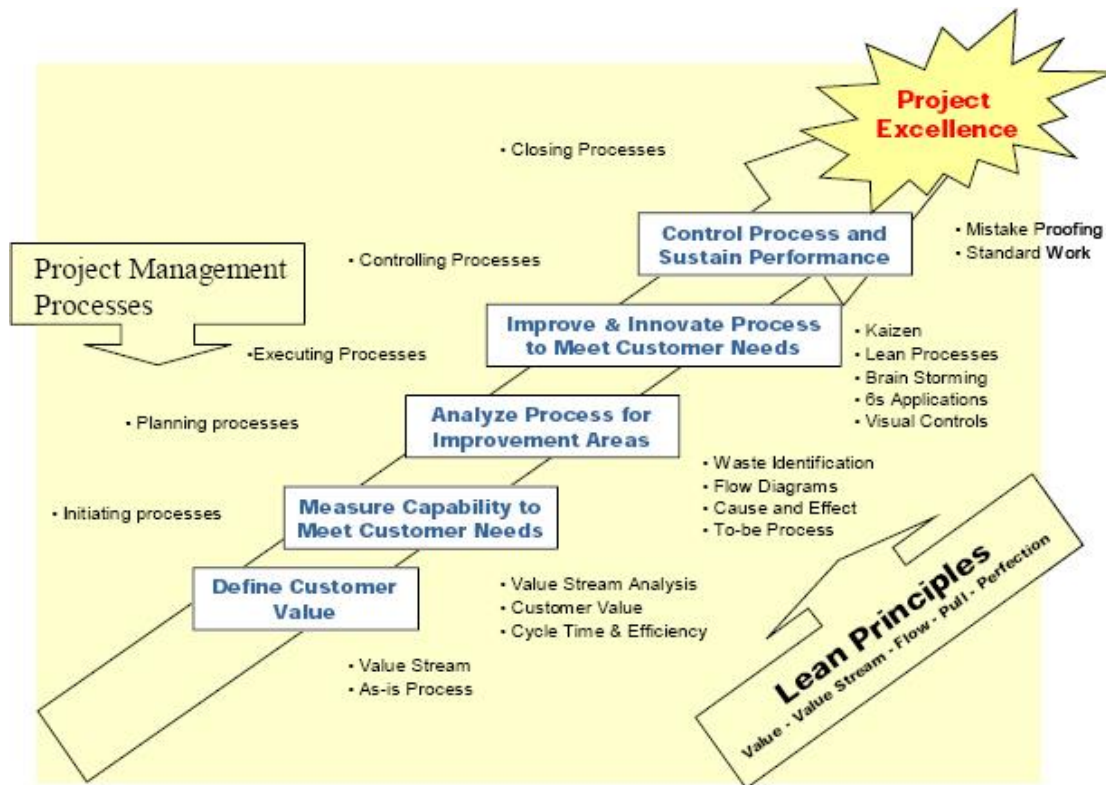 Project
Excellence
• Closing Processes
Control Process and
Sustain Performance
• Mistake Proofing
• Standard Work
Project Management
Processes
• Controlling Processes
Improve & Innovate Process
to Meet Customer Needs
• Kaizen
• Lean Processes
• Brain Storming
• 6s Applications
• Visual Controls
•Executing Processes
Analyze Process for
Improvement Areas
• Planning processes
• Waste Identification
• Flow Diagrams
• Cause and Effect
• To-be Process
Measure Capability to
Meet Customer Needs
• Initiating processes
Define Customer
Value
• Value Stream Analysis
• Customer Value
• Cycle Time & Efficiency
• Value Stream
• As-is Process
Lean Principles
Value - Value Stream - Flow - Pull - Perfection